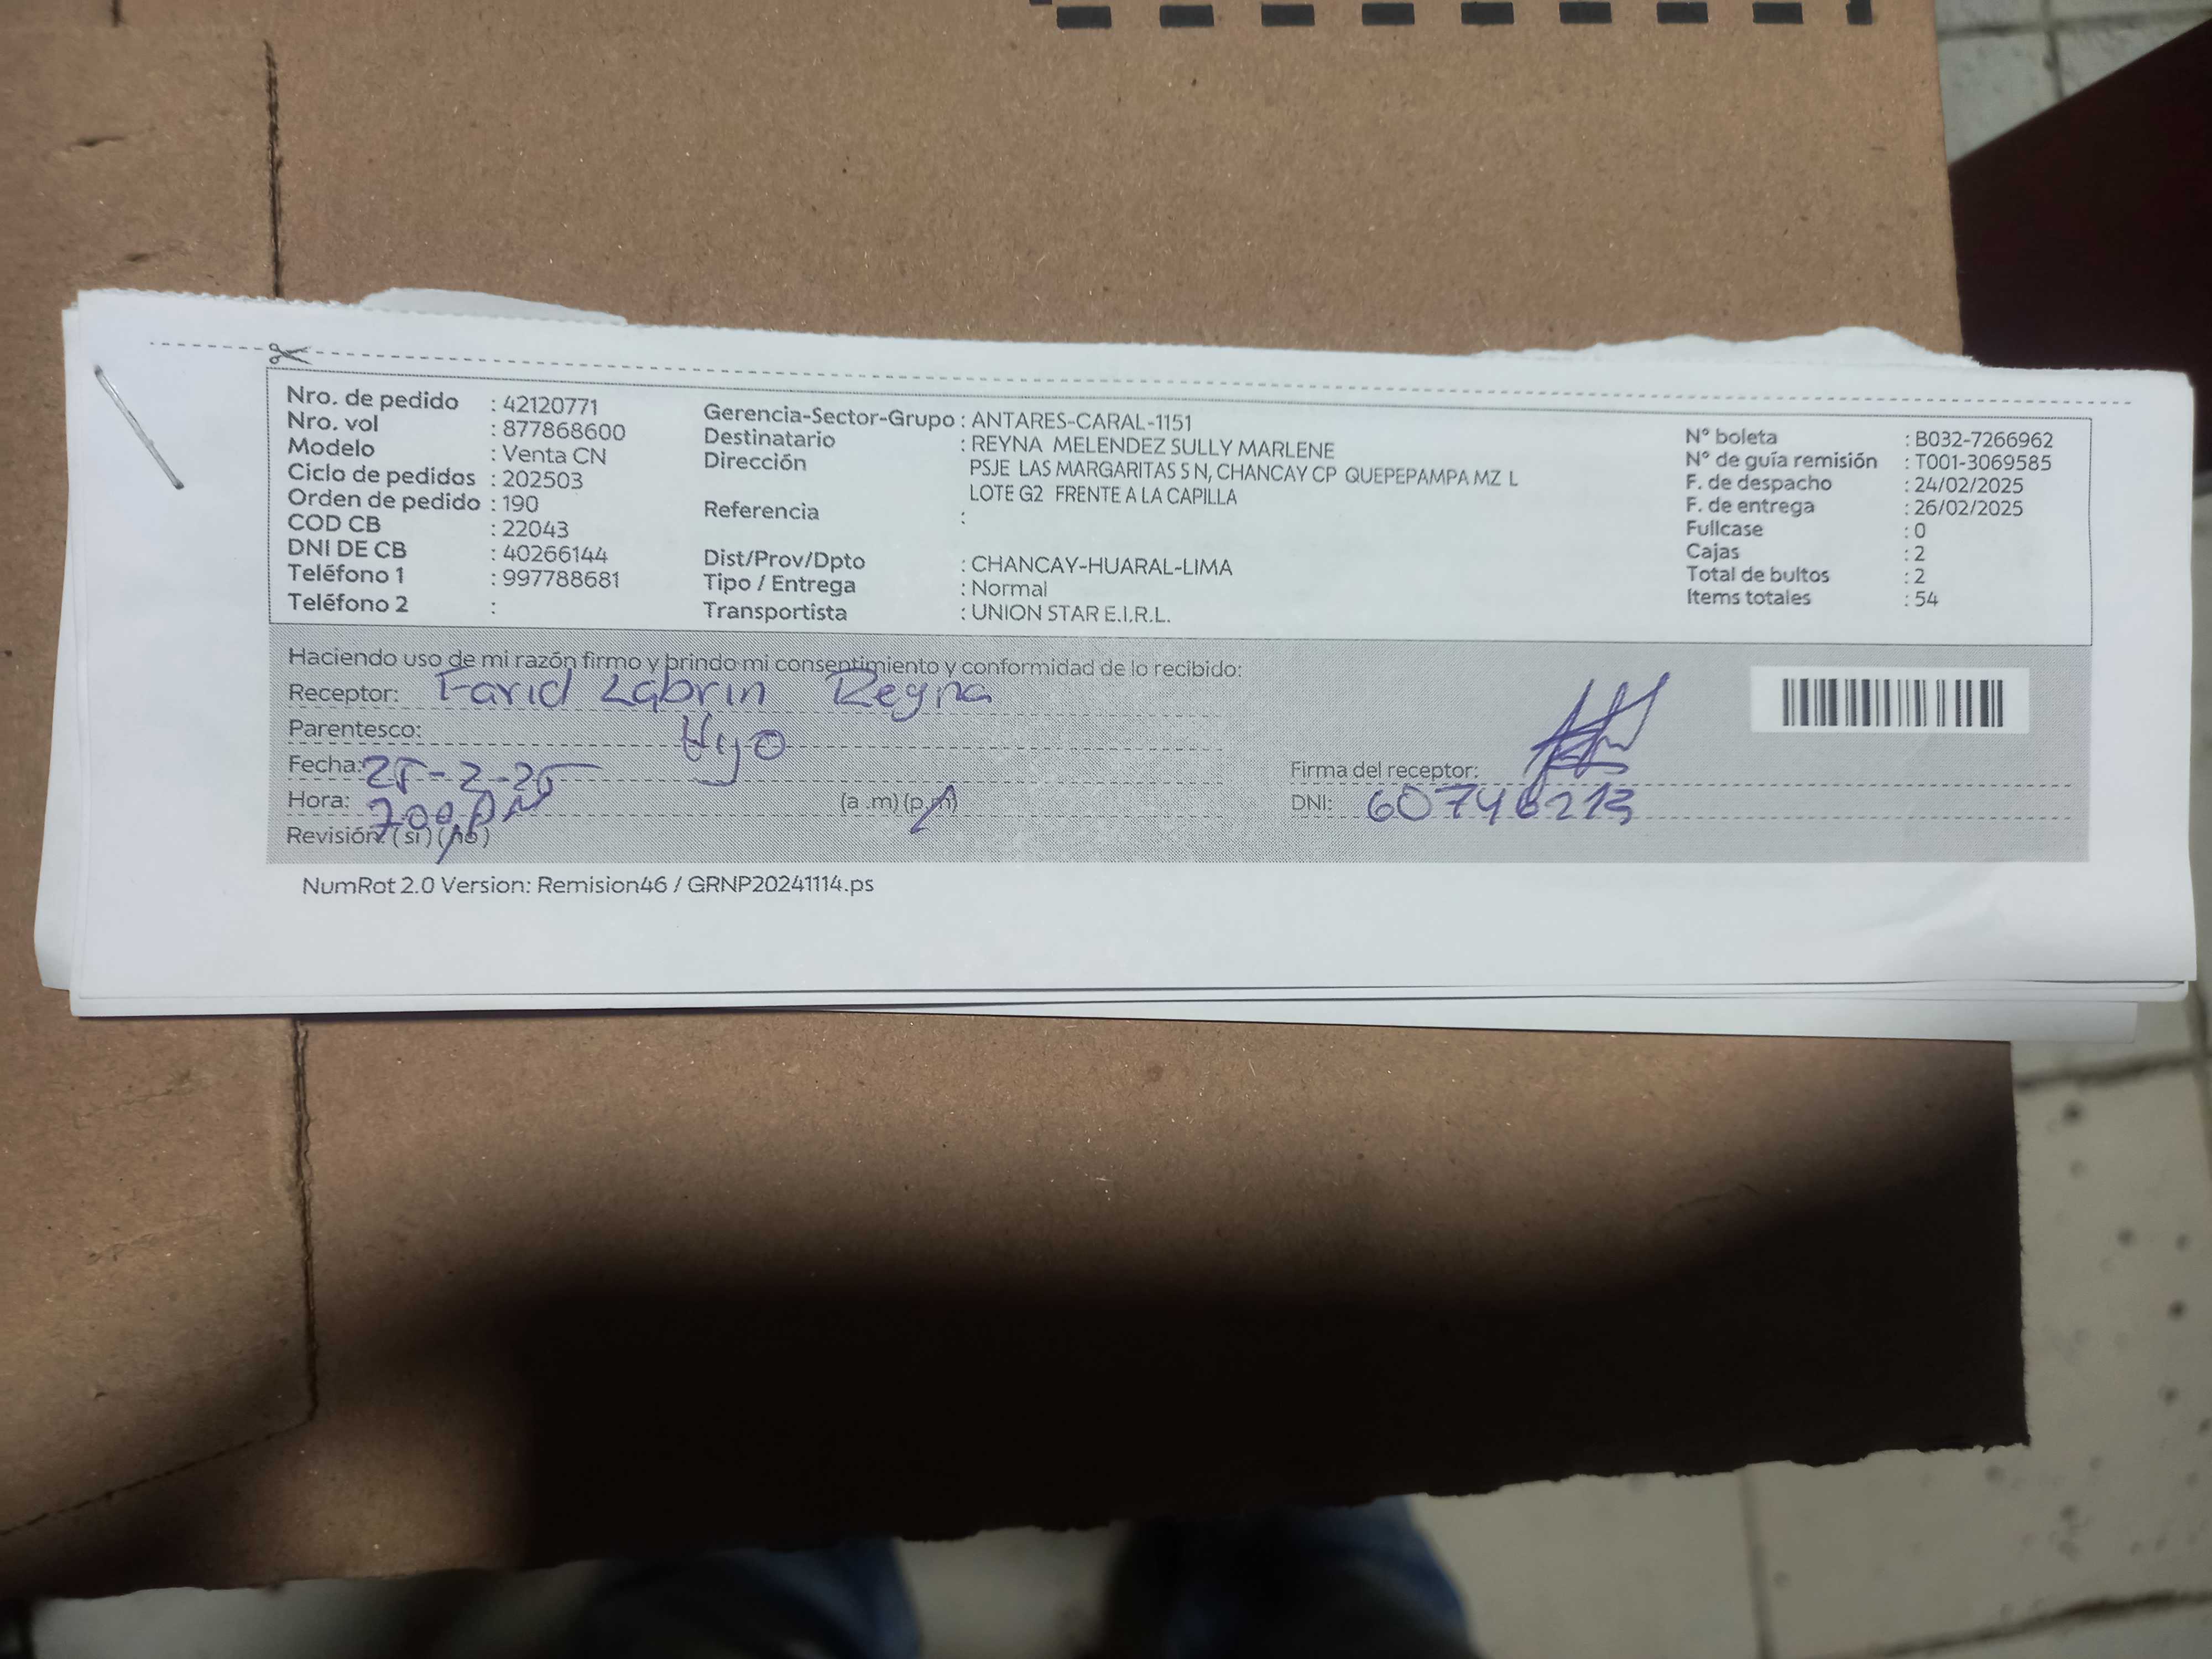 Nro. de pedido : 42120771
Nro. vol : 877868600
Modelo : Venta CN
Ciclo de pedidos : 202503
Orden de pedido : 190
COD CB : 22043
DNI DE CB : 40266144
Teléfono 1 : 997788681
Teléfono 2 :
Gerencia-Sector-Grupo : ANTARES-CARAL-1151
Destinatario : REYNA MELENDEZ SULLY MARLENE
Dirección PSJE LAS MARGARITAS S N, CHANCAY CP QUEPEPAMPA MZ L
LOTE G2 FRENTE A LA CAPILLA
Referencia :
Dist/Prov/Dpto : CHANCAY-HUARAL-LIMA
Tipo / Entrega : Normal
Transportista : UNION STAR E.I.R.L.
N° boleta : B032-7266962
N° de guía remisión : T001-3069585
F. de despacho : 24/02/2025
F. de entrega : 26/02/2025
Fullcase : 0
Cajas : 2
Total de bultos : 2
Items totales : 54
Haciendo uso de mi razón firmo y brindo mi consentimiento y conformidad de lo recibido:
Receptor: Farid Labrin Reyna
Parentesco: Hyo
Fecha: 25-2-25
Hora: 700 pm (a .m) (p.m)
Revisión: (si) (no)
Firma del receptor:
DNI: 60746213
NumRot 2.0 Version: Remision46 / GRNP20241114.ps